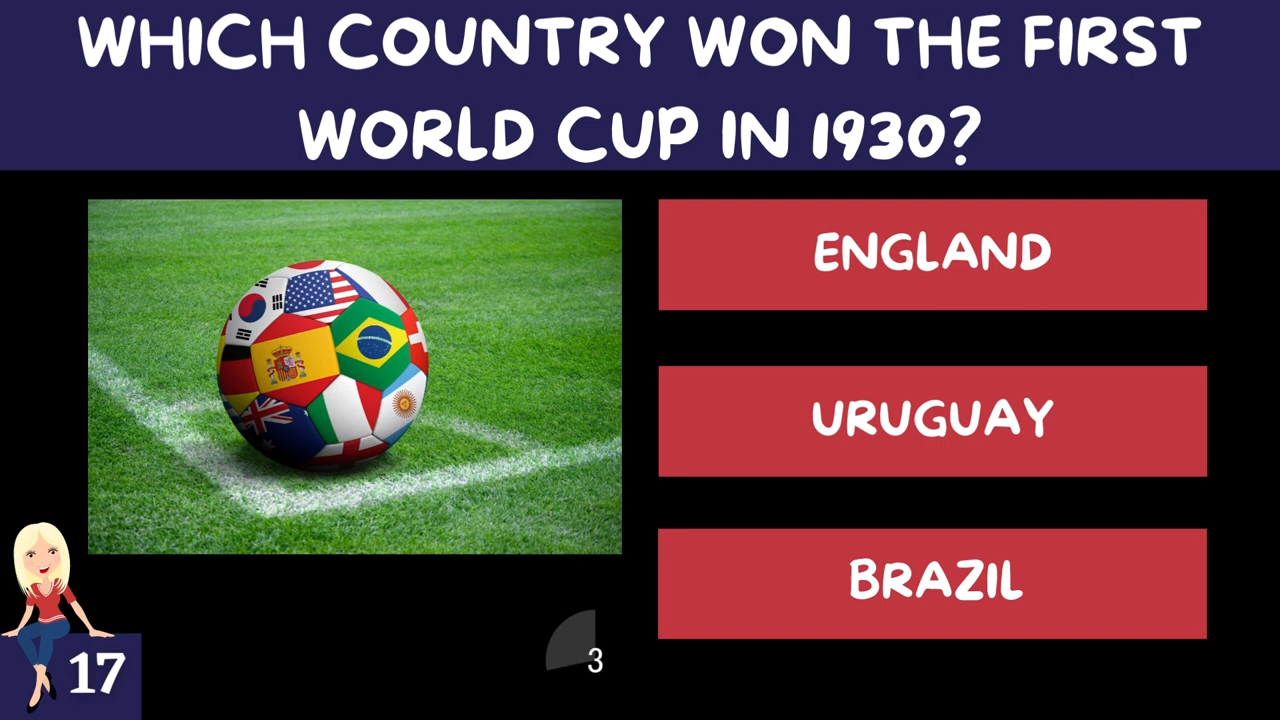 WHICH COUNTRY WON THE FIRST
WORLD CUP IN 1930?
ENGLAND
URUGUAY
BRAZIL
3
17